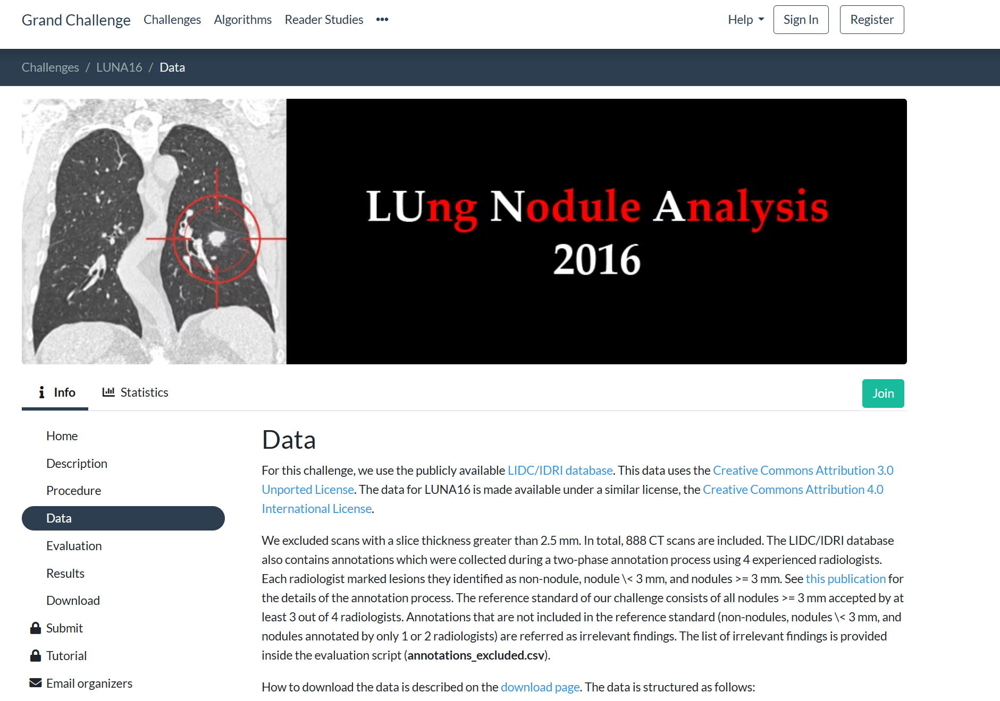 Grand Challenge Challenges Algorithms Reader Studies ••• Help Sign In Register
Challenges / LUNA16 / Data
LUng Nodule Analysis
2016
Info Statistics Join
Home
Description
Procedure
Data
Evaluation
Results
Download
Submit
Tutorial
Email organizers
Data
For this challenge, we use the publicly available LIDC/IDRI database. This data uses the Creative Commons Attribution 3.0
Unported License. The data for LUNA16 is made available under a similar license, the Creative Commons Attribution 4.0
International License.
We excluded scans with a slice thickness greater than 2.5 mm. In total, 888 CT scans are included. The LIDC/IDRI database
also contains annotations which were collected during a two-phase annotation process using 4 experienced radiologists.
Each radiologist marked lesions they identified as non-nodule, nodule \< 3 mm, and nodules >= 3 mm. See this publication for
the details of the annotation process. The reference standard of our challenge consists of all nodules >= 3 mm accepted by at
least 3 out of 4 radiologists. Annotations that are not included in the reference standard (non-nodules, nodules \< 3 mm, and
nodules annotated by only 1 or 2 radiologists) are referred as irrelevant findings. The list of irrelevant findings is provided
inside the evaluation script (annotations_excluded.csv).
How to download the data is described on the download page. The data is structured as follows: